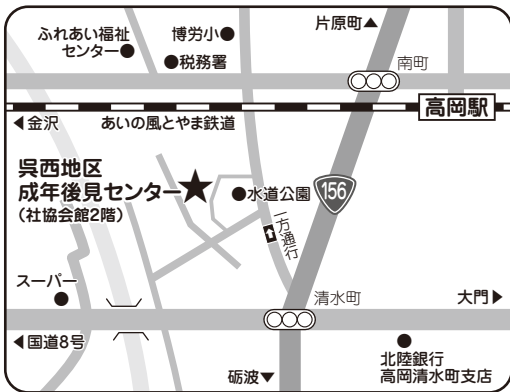 ふれあい福祉
センター●
博労小●
●税務署
片原町▲
南町
高岡駅
◀金沢
あいの風とやま鉄道
呉西地区
成年後見センター★
（社協会館2階）
●水道公園
156
一方通行
スーパー
●
清水町
大門▶
◀国道8号
砺波▼
●
北陸銀行
高岡清水町支店